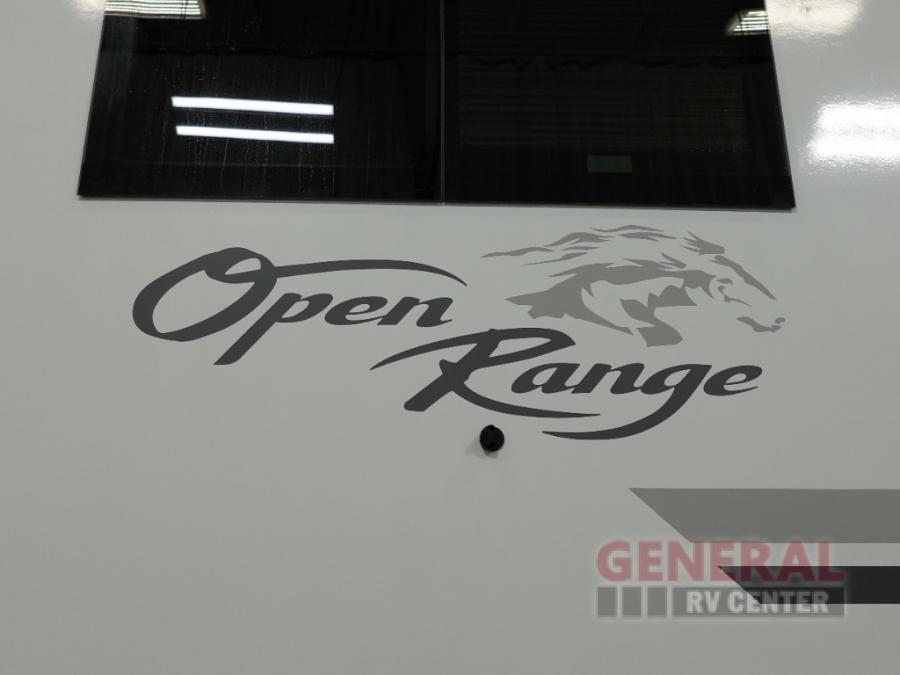 Open
Range
GENERAL
RV CENTER